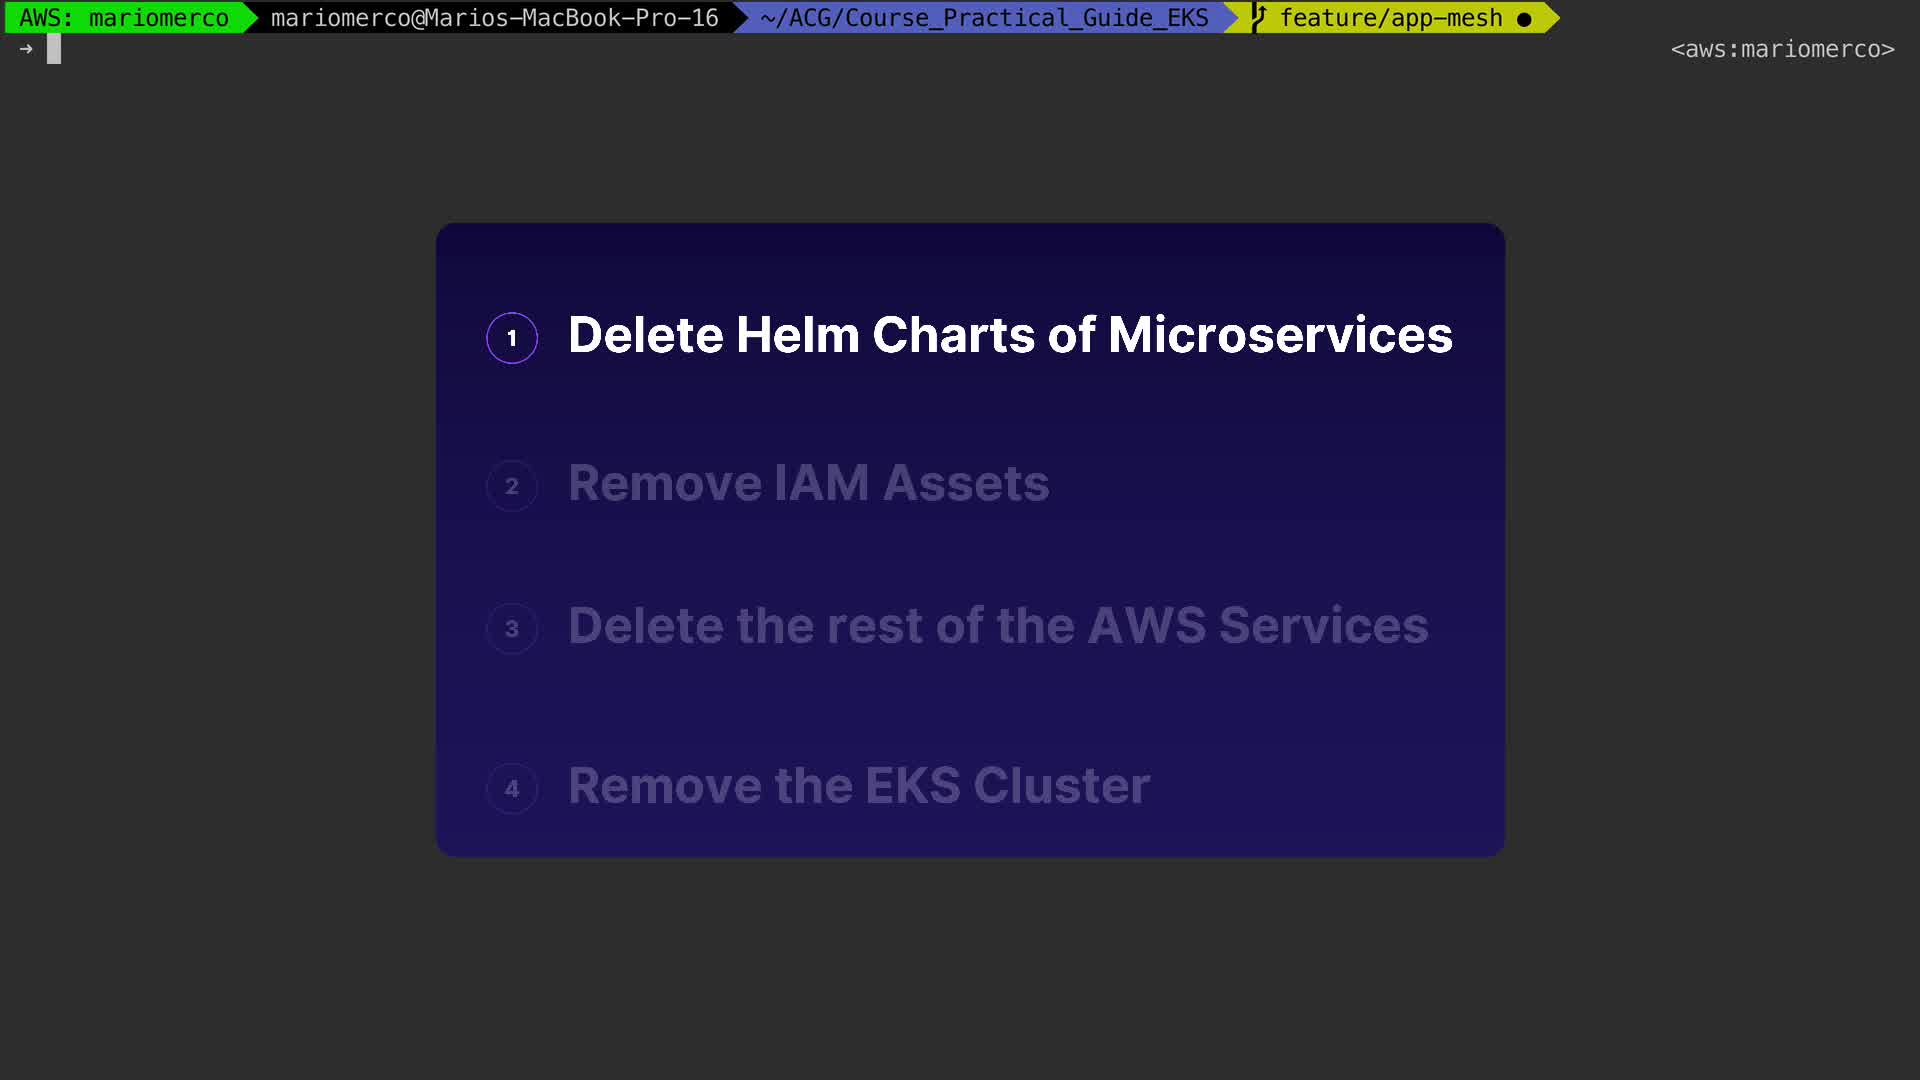 AWS: mariomerco mariomerco@Marios-MacBook-Pro-16 ~/ACG/Course_Practical_Guide_EKS feature/app-mesh ●
→ <aws:mariomerco>
1 Delete Helm Charts of Microservices
2 Remove IAM Assets
3 Delete the rest of the AWS Services
4 Remove the EKS Cluster